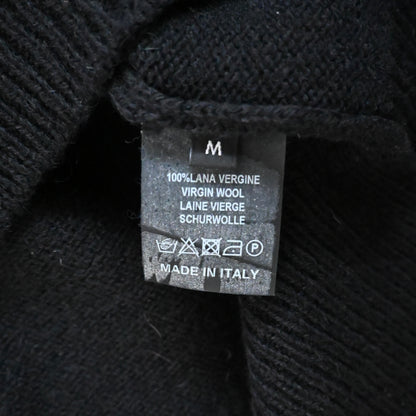 M
100%LANA VERGINE
VIRGIN WOOL
LAINE VIERGE
SCHURWOLLE
P
MADE IN ITALY